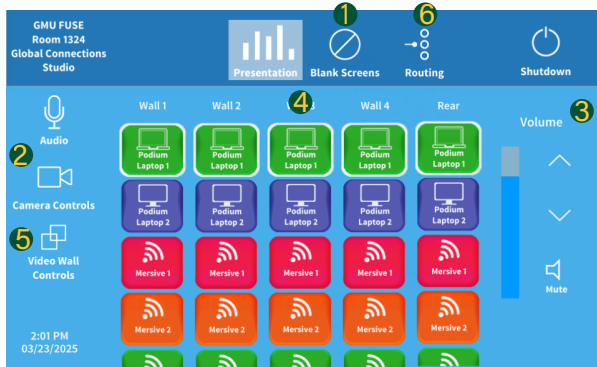 GMU FUSE
Room 1324
Global Connections
Studio
Presentation
1
Blank Screens
6
Routing
Shutdown
Audio
2
Camera Controls
5
Video Wall
Controls
2:01 PM
03/23/2025
Wall 1
Wall 2
4
Wall 4
Rear
Podium
Laptop 1
Podium
Laptop 1
Podium
Laptop 1
Podium
Laptop 1
Podium
Laptop 1
Podium
Laptop 2
Podium
Laptop 2
Podium
Laptop 2
Podium
Laptop 2
Podium
Laptop 2
Mersive 1
Mersive 1
Mersive 1
Mersive 1
Mersive 1
Mersive 2
Mersive 2
Mersive 2
Mersive 2
Mersive 2
3
Volume
Mute